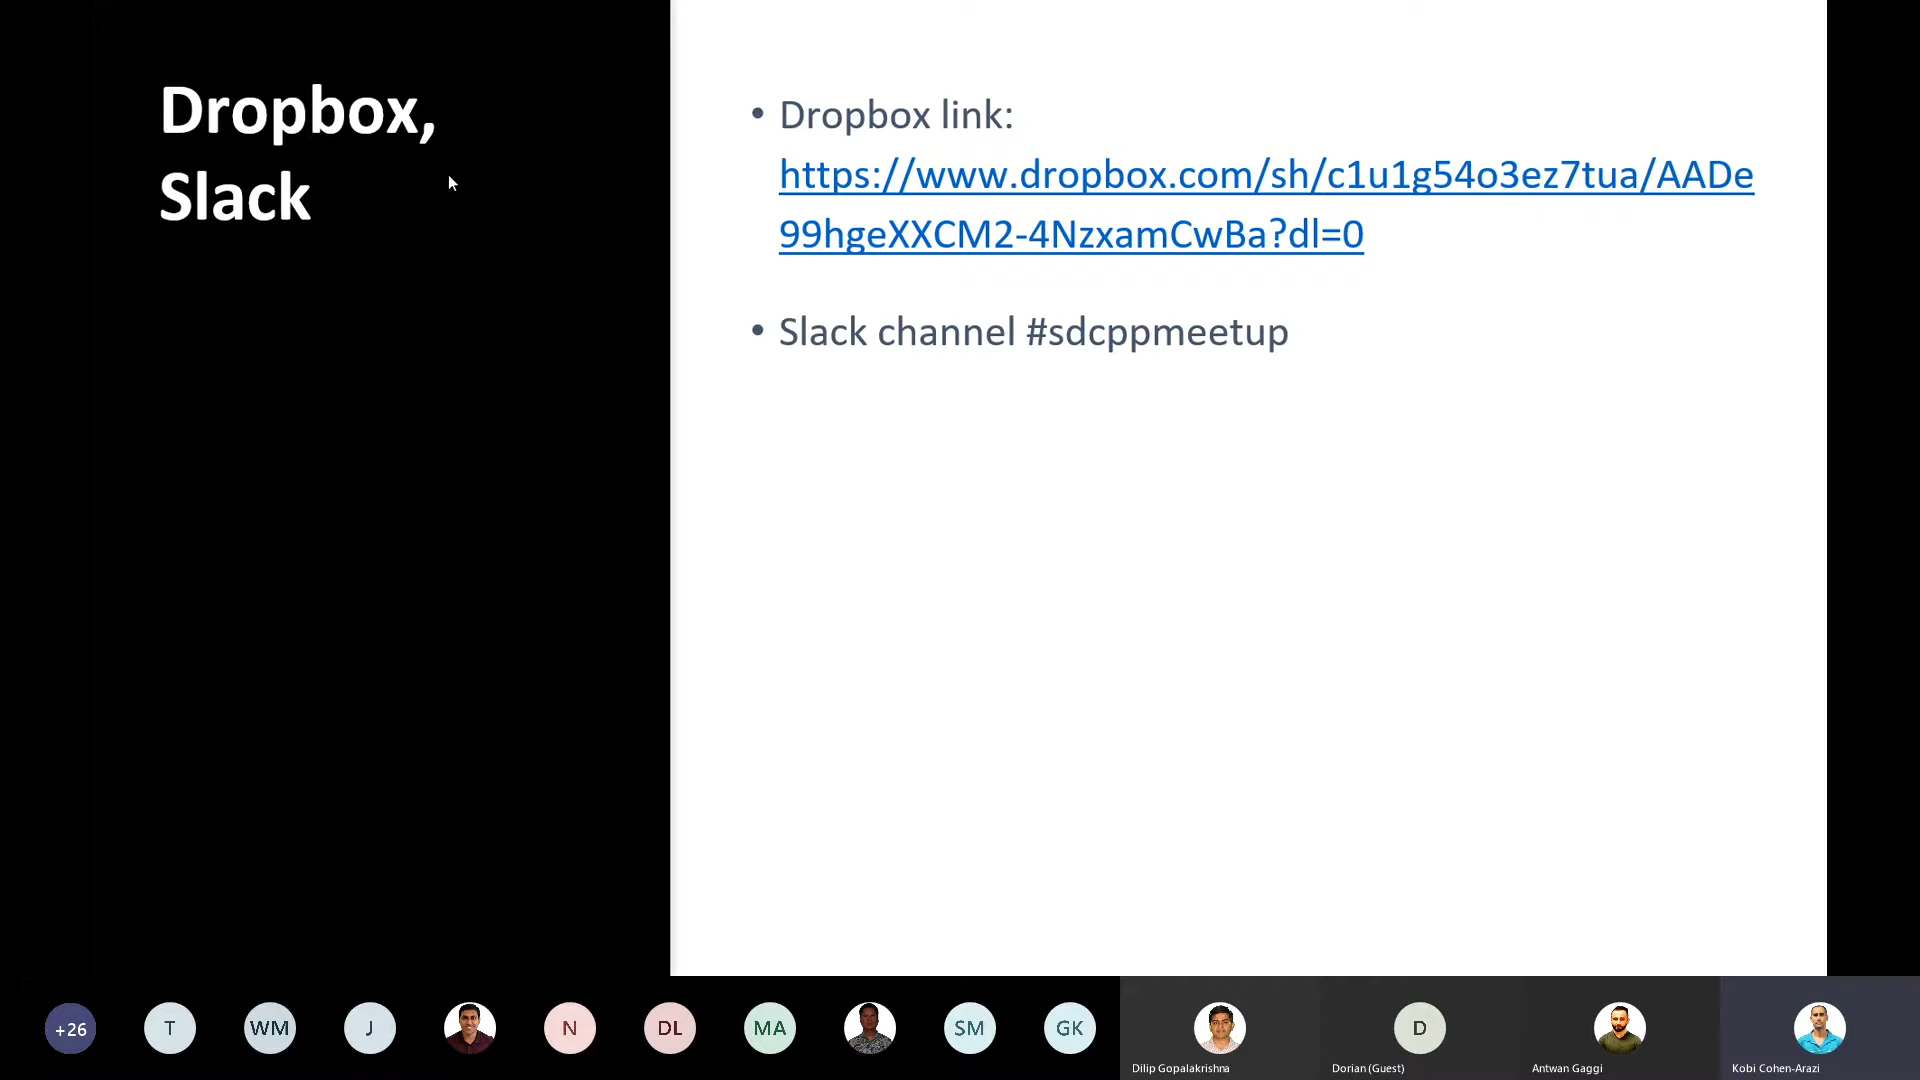 Dropbox,
Slack
• Dropbox link:
https://www.dropbox.com/sh/c1u1g54o3ez7tua/AADe
99hgeXXCM2-4NzxamCwBa?dl=0
• Slack channel #sdcppmeetup
+26
T
WM
J
N
DL
MA
SM
GK
D
Dilip Gopalakrishna
Dorian (Guest)
Antwan Gaggi
Kobi Cohen-Arazi